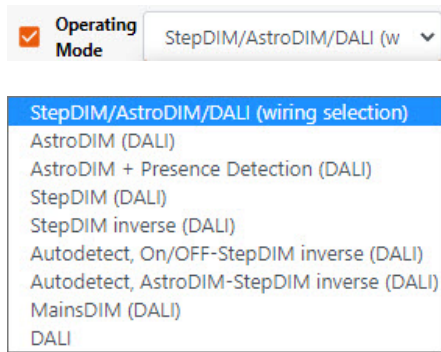 Operating
Mode
StepDIM/AstroDIM/DALI (w
StepDIM/AstroDIM/DALI (wiring selection)
AstroDIM (DALI)
AstroDIM + Presence Detection (DALI)
StepDIM (DALI)
StepDIM inverse (DALI)
Autodetect, On/OFF-StepDIM inverse (DALI)
Autodetect, AstroDIM-StepDIM inverse (DALI)
MainsDIM (DALI)
DALI